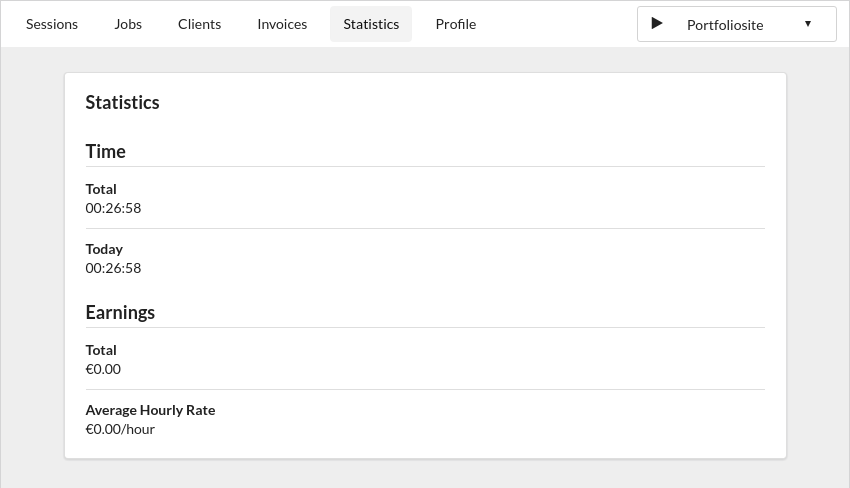 Sessions Jobs Clients Invoices Statistics Profile Portfoliosite
Statistics
Time
Total
00:26:58
Today
00:26:58
Earnings
Total
€0.00
Average Hourly Rate
€0.00/hour